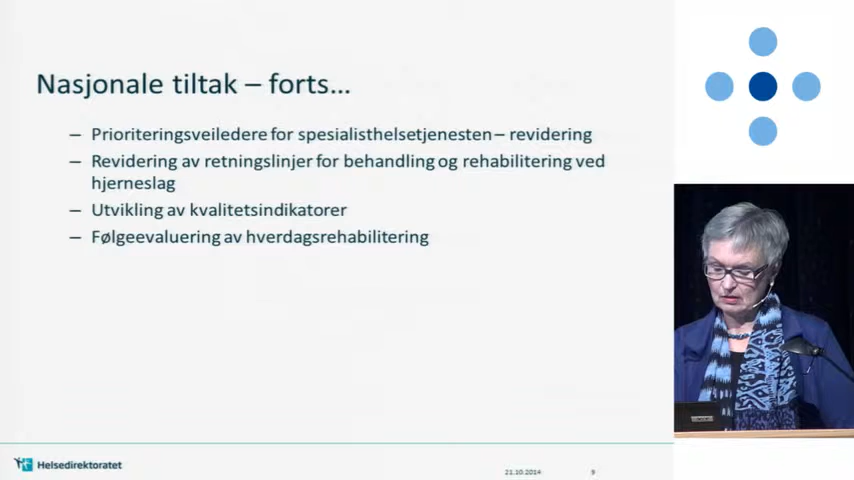 Nasjonale tiltak – forts...
– Prioriteringsveiledere for spesialisthelsetjenesten – revidering
– Revidering av retningslinjer for behandling og rehabilitering ved
hjerneslag
– Utvikling av kvalitetsindikatorer
– Følgeevaluering av hverdagsrehabilitering
Helsedirektoratet
21.10.2014
9